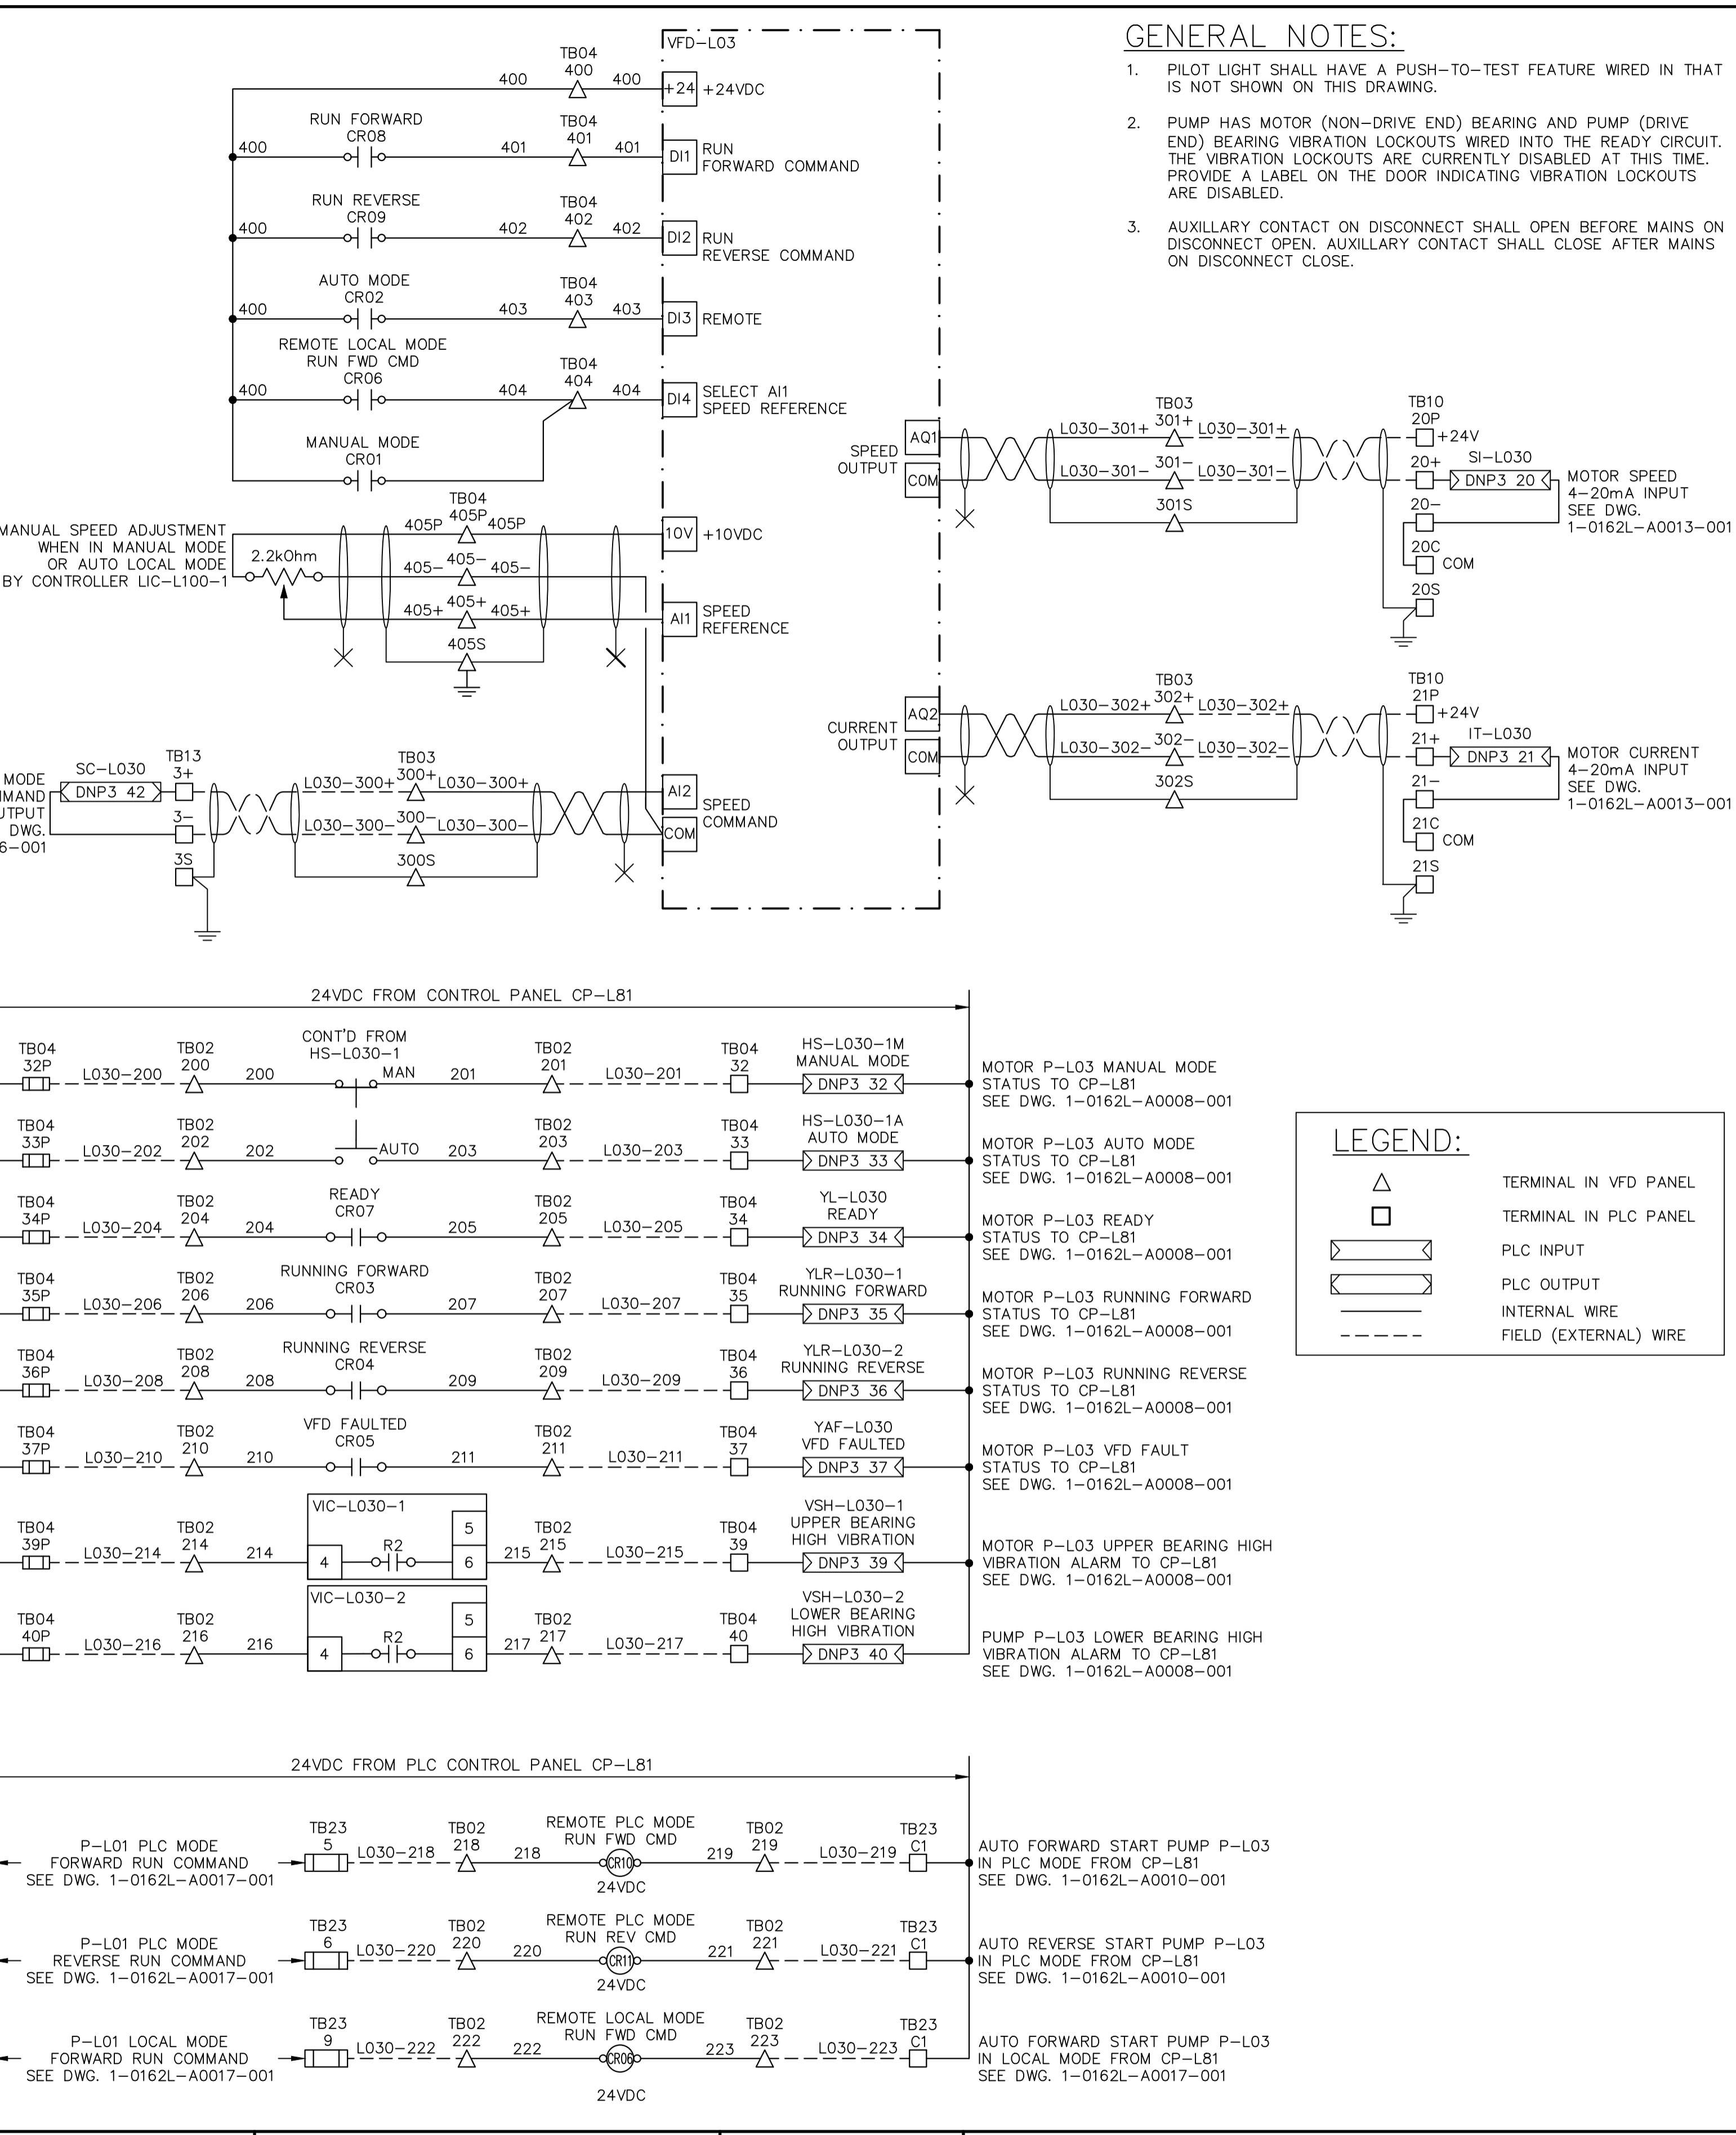 VFD-L03
TB04
400
400
400
+24
+24VDC
RUN FORWARD
CR08
400
401
TB04
401
401
DI1
RUN
FORWARD COMMAND
RUN REVERSE
CR09
400
402
TB04
402
402
DI2
RUN
REVERSE COMMAND
AUTO MODE
CR02
400
403
TB04
403
403
DI3
REMOTE
REMOTE LOCAL MODE
RUN FWD CMD
CR06
400
404
TB04
404
404
DI4
SELECT AI1
SPEED REFERENCE
MANUAL MODE
CR01
MANUAL SPEED ADJUSTMENT
WHEN IN MANUAL MODE
OR AUTO LOCAL MODE
BY CONTROLLER LIC-L100-1
2.2kOhm
TB04
405P
405P
405P
10V
+10VDC
405-
405-
405-
405+
405+
405+
AI1
SPEED
REFERENCE
405S
MODE
DWG.
6-001
SC-L030
DNP3 42
TB13
3+
3-
3S
L030-300+
TB03
300+
L030-300+
L030-300-
300-
L030-300-
300S
AI2
SPEED
COMMAND
COM
GENERAL NOTES:
1. PILOT LIGHT SHALL HAVE A PUSH-TO-TEST FEATURE WIRED IN THAT
IS NOT SHOWN ON THIS DRAWING.
2. PUMP HAS MOTOR (NON-DRIVE END) BEARING AND PUMP (DRIVE
END) BEARING VIBRATION LOCKOUTS WIRED INTO THE READY CIRCUIT.
THE VIBRATION LOCKOUTS ARE CURRENTLY DISABLED AT THIS TIME.
PROVIDE A LABEL ON THE DOOR INDICATING VIBRATION LOCKOUTS
ARE DISABLED.
3. AUXILLARY CONTACT ON DISCONNECT SHALL OPEN BEFORE MAINS ON
DISCONNECT OPEN. AUXILLARY CONTACT SHALL CLOSE AFTER MAINS
ON DISCONNECT CLOSE.
SPEED
OUTPUT
AQ1
COM
L030-301+
TB03
301+
L030-301+
L030-301-
301-
L030-301-
301S
TB10
20P
+24V
20+
SI-L030
DNP3 20
20-
20C
COM
20S
MOTOR SPEED
4-20mA INPUT
SEE DWG.
1-0162L-A0013-001
CURRENT
OUTPUT
AQ2
COM
L030-302+
TB03
302+
L030-302+
L030-302-
302-
L030-302-
302S
TB10
21P
+24V
21+
IT-L030
DNP3 21
21-
21C
COM
21S
MOTOR CURRENT
4-20mA INPUT
SEE DWG.
1-0162L-A0013-001
24VDC FROM CONTROL PANEL CP-L81
TB04
32P
L030-200
TB02
200
200
CONT'D FROM
HS-L030-1
MAN
201
TB02
201
L030-201
TB04
32
HS-L030-1M
MANUAL MODE
DNP3 32
MOTOR P-L03 MANUAL MODE
STATUS TO CP-L81
SEE DWG. 1-0162L-A0008-001
TB04
33P
L030-202
TB02
202
202
AUTO
203
TB02
203
L030-203
TB04
33
HS-L030-1A
AUTO MODE
DNP3 33
MOTOR P-L03 AUTO MODE
STATUS TO CP-L81
SEE DWG. 1-0162L-A0008-001
TB04
34P
L030-204
TB02
204
204
READY
CR07
205
TB02
205
L030-205
TB04
34
YL-L030
READY
DNP3 34
MOTOR P-L03 READY
STATUS TO CP-L81
SEE DWG. 1-0162L-A0008-001
TB04
35P
L030-206
TB02
206
206
RUNNING FORWARD
CR03
207
TB02
207
L030-207
TB04
35
YLR-L030-1
RUNNING FORWARD
DNP3 35
MOTOR P-L03 RUNNING FORWARD
STATUS TO CP-L81
SEE DWG. 1-0162L-A0008-001
TB04
36P
L030-208
TB02
208
208
RUNNING REVERSE
CR04
209
TB02
209
L030-209
TB04
36
YLR-L030-2
RUNNING REVERSE
DNP3 36
MOTOR P-L03 RUNNING REVERSE
STATUS TO CP-L81
SEE DWG. 1-0162L-A0008-001
TB04
37P
L030-210
TB02
210
210
VFD FAULTED
CR05
211
TB02
211
L030-211
TB04
37
YAF-L030
VFD FAULTED
DNP3 37
MOTOR P-L03 VFD FAULT
STATUS TO CP-L81
SEE DWG. 1-0162L-A0008-001
TB04
39P
L030-214
TB02
214
214
VIC-L030-1
4
R2
5
6
215
TB02
215
L030-215
TB04
39
VSH-L030-1
UPPER BEARING
HIGH VIBRATION
DNP3 39
MOTOR P-L03 UPPER BEARING HIGH
VIBRATION ALARM TO CP-L81
SEE DWG. 1-0162L-A0008-001
TB04
40P
L030-216
TB02
216
216
VIC-L030-2
4
R2
5
6
217
TB02
217
L030-217
TB04
40
VSH-L030-2
LOWER BEARING
HIGH VIBRATION
DNP3 40
PUMP P-L03 LOWER BEARING HIGH
VIBRATION ALARM TO CP-L81
SEE DWG. 1-0162L-A0008-001
LEGEND:
TERMINAL IN VFD PANEL
TERMINAL IN PLC PANEL
PLC INPUT
PLC OUTPUT
INTERNAL WIRE
FIELD (EXTERNAL) WIRE
24VDC FROM PLC CONTROL PANEL CP-L81
P-L01 PLC MODE
FORWARD RUN COMMAND
SEE DWG. 1-0162L-A0017-001
TB23
5
L030-218
TB02
218
218
REMOTE PLC MODE
RUN FWD CMD
CR10
24VDC
219
TB02
219
L030-219
TB23
C1
AUTO FORWARD START PUMP P-L03
IN PLC MODE FROM CP-L81
SEE DWG. 1-0162L-A0010-001
P-L01 PLC MODE
REVERSE RUN COMMAND
SEE DWG. 1-0162L-A0017-001
TB23
6
L030-220
TB02
220
220
REMOTE PLC MODE
RUN REV CMD
CR11
24VDC
221
TB02
221
L030-221
TB23
C1
AUTO REVERSE START PUMP P-L03
IN PLC MODE FROM CP-L81
SEE DWG. 1-0162L-A0010-001
P-L01 LOCAL MODE
FORWARD RUN COMMAND
SEE DWG. 1-0162L-A0017-001
TB23
9
L030-222
TB02
222
222
REMOTE LOCAL MODE
RUN FWD CMD
CR06
24VDC
223
TB02
223
L030-223
TB23
C1
AUTO FORWARD START PUMP P-L03
IN LOCAL MODE FROM CP-L81
SEE DWG. 1-0162L-A0017-001